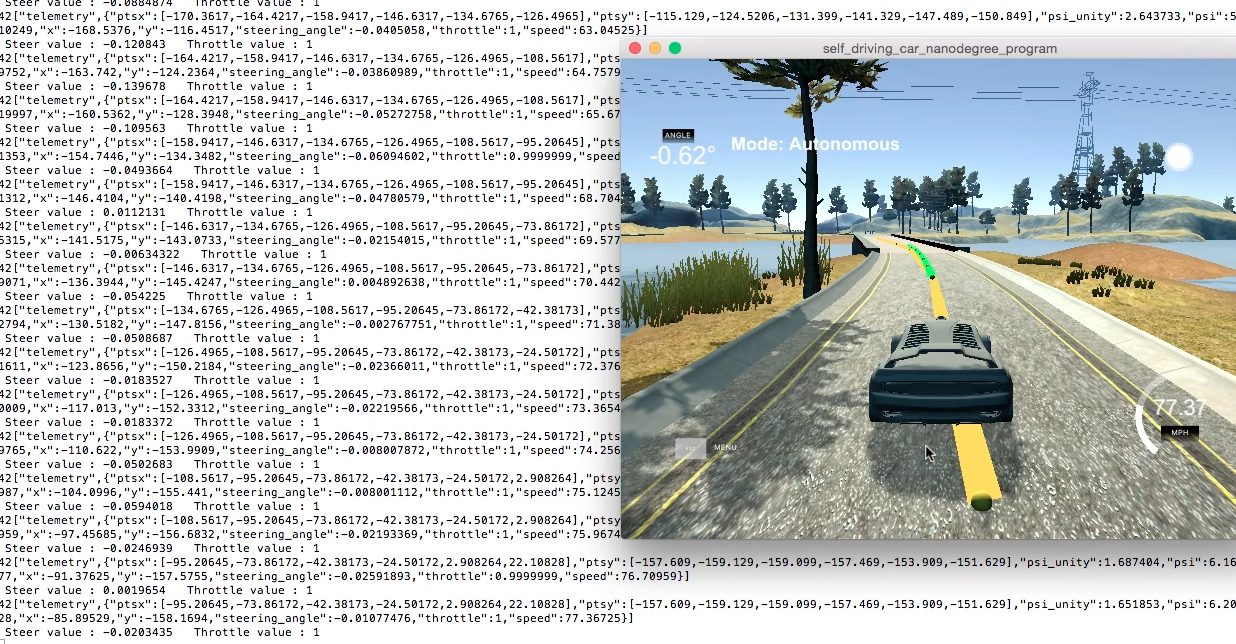 Steer value : -0.0884874 Throttle value : 1
42["telemetry",{"ptsx":[-170.3617,-164.4217,-158.9417,-146.6317,-134.6765,-126.4965],"ptsy":[-115.129,-124.5206,-131.399,-141.329,-147.489,-150.849],"psi_unity":2.643733,"psi":5
10249,"x":-168.5376,"y":-116.4517,"steering_angle":-0.0405058,"throttle":1,"speed":63.04525}]
Steer value : -0.120843 Throttle value : 1
42["telemetry",{"ptsx":[-164.4217,-158.9417,-146.6317,-134.6765,-126.4965,-108.5617],"pts
9752,"x":-163.742,"y":-124.2364,"steering_angle":-0.03860989,"throttle":1,"speed":64.7579
Steer value : -0.139678 Throttle value : 1
42["telemetry",{"ptsx":[-164.4217,-158.9417,-146.6317,-134.6765,-126.4965,-108.5617],"pts
19997,"x":-160.5362,"y":-128.3948,"steering_angle":-0.05272758,"throttle":1,"speed":65.67
Steer value : -0.109563 Throttle value : 1
42["telemetry",{"ptsx":[-158.9417,-146.6317,-134.6765,-126.4965,-108.5617,-95.20645],"pts
1353,"x":-154.7446,"y":-134.3482,"steering_angle":-0.06094602,"throttle":0.9999999,"speed
Steer value : -0.0493664 Throttle value : 1
42["telemetry",{"ptsx":[-158.9417,-146.6317,-134.6765,-126.4965,-108.5617,-95.20645],"pts
1312,"x":-146.4104,"y":-140.4198,"steering_angle":-0.04780579,"throttle":1,"speed":68.704
Steer value : 0.0112131 Throttle value : 1
42["telemetry",{"ptsx":[-146.6317,-134.6765,-126.4965,-108.5617,-95.20645,-73.86172],"pts
5315,"x":-141.5175,"y":-143.0733,"steering_angle":-0.02154015,"throttle":1,"speed":69.577
Steer value : -0.00634322 Throttle value : 1
42["telemetry",{"ptsx":[-146.6317,-134.6765,-126.4965,-108.5617,-95.20645,-73.86172],"pts
9071,"x":-136.3944,"y":-145.4247,"steering_angle":0.004892638,"throttle":1,"speed":70.442
Steer value : -0.054225 Throttle value : 1
42["telemetry",{"ptsx":[-134.6765,-126.4965,-108.5617,-95.20645,-73.86172,-42.38173],"pts
2794,"x":-130.5182,"y":-147.8156,"steering_angle":-0.002767751,"throttle":1,"speed":71.38
Steer value : -0.0508687 Throttle value : 1
42["telemetry",{"ptsx":[-126.4965,-108.5617,-95.20645,-73.86172,-42.38173,-24.50172],"pts
1611,"x":-123.8656,"y":-150.2184,"steering_angle":-0.02366011,"throttle":1,"speed":72.376
Steer value : -0.0183527 Throttle value : 1
42["telemetry",{"ptsx":[-126.4965,-108.5617,-95.20645,-73.86172,-42.38173,-24.50172],"pts
0009,"x":-117.013,"y":-152.3312,"steering_angle":-0.02219566,"throttle":1,"speed":73.3654
Steer value : -0.0183372 Throttle value : 1
42["telemetry",{"ptsx":[-126.4965,-108.5617,-95.20645,-73.86172,-42.38173,-24.50172],"pts
9765,"x":-110.622,"y":-153.9909,"steering_angle":-0.008007872,"throttle":1,"speed":74.256
Steer value : -0.0502683 Throttle value : 1
42["telemetry",{"ptsx":[-108.5617,-95.20645,-73.86172,-42.38173,-24.50172,2.908264],"ptsy
987,"x":-104.0996,"y":-155.441,"steering_angle":-0.008001112,"throttle":1,"speed":75.1245
Steer value : -0.0594018 Throttle value : 1
42["telemetry",{"ptsx":[-108.5617,-95.20645,-73.86172,-42.38173,-24.50172,2.908264],"ptsy
959,"x":-97.45685,"y":-156.6832,"steering_angle":-0.02193369,"throttle":1,"speed":75.9674
Steer value : -0.0246939 Throttle value : 1
42["telemetry",{"ptsx":[-95.20645,-73.86172,-42.38173,-24.50172,2.908264,22.10828],"ptsy":[-157.609,-159.129,-159.099,-157.469,-153.909,-151.629],"psi_unity":1.687404,"psi":6.16
77,"x":-91.37625,"y":-157.5755,"steering_angle":-0.02591893,"throttle":0.9999999,"speed":76.70959}]
Steer value : 0.0019654 Throttle value : 1
42["telemetry",{"ptsx":[-95.20645,-73.86172,-42.38173,-24.50172,2.908264,22.10828],"ptsy":[-157.609,-159.129,-159.099,-157.469,-153.909,-151.629],"psi_unity":1.651853,"psi":6.20
28,"x":-85.89529,"y":-158.1694,"steering_angle":-0.01077476,"throttle":1,"speed":77.36725}]
Steer value : -0.0203435 Throttle value : 1
self_driving_car_nanodegree_program
ANGLE
-0.62°
Mode: Autonomous
77.37
MPH
MENU